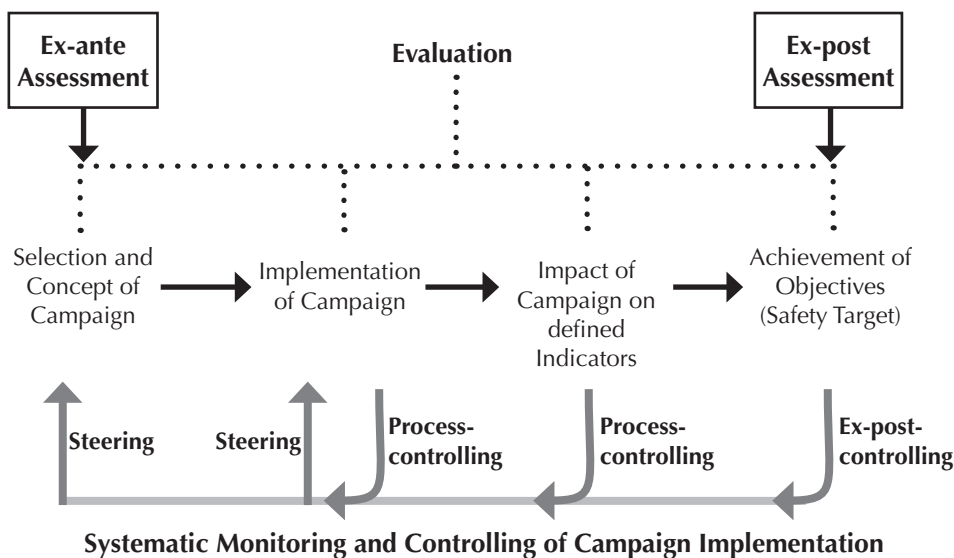 Ex-ante
Assessment
Evaluation
Ex-post
Assessment
Selection and
Concept of
Campaign
Implementation
of Campaign
Impact of
Campaign on
defined
Indicators
Achievement of
Objectives
(Safety Target)
Steering
Steering
Process-
controlling
Process-
controlling
Ex-post-
controlling
Systematic Monitoring and Controlling of Campaign Implementation